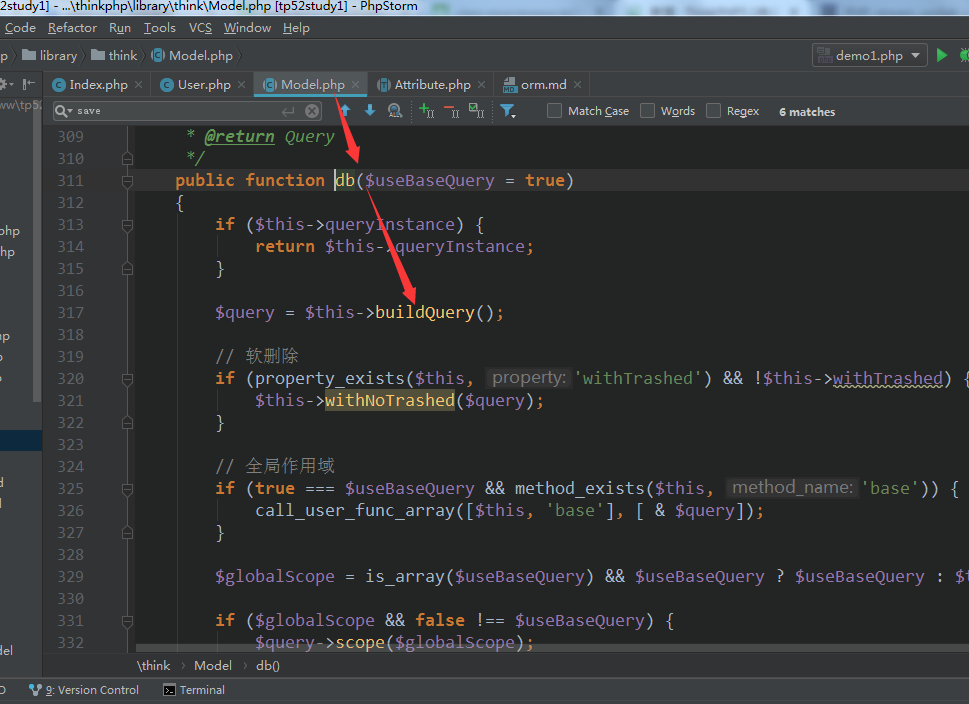 2study1] - ...\thinkphp\library\think\Model.php [tp52study1] - PhpStorm
Code Refactor Run Tools VCS Window Help
p library think Model.php demo1.php
Index.php User.php Model.php Attribute.php orm.md
save Match Case Words Regex 6 matches
309 * @return Query
310 */
311 public function db($useBaseQuery = true)
312 {
313 if ($this->queryInstance) {
314 return $this->queryInstance;
315 }
316
317 $query = $this->buildQuery();
318
319 // 软删除
320 if (property_exists($this, property: 'withTrashed') && !$this->withTrashed) {
321 $this->withNoTrashed($query);
322 }
323
324 // 全局作用域
325 if (true === $useBaseQuery && method_exists($this, method_name: 'base')) {
326 call_user_func_array([$this, 'base'], [ & $query]);
327 }
328
329 $globalScope = is_array($useBaseQuery) && $useBaseQuery ? $useBaseQuery : $t
330
331 if ($globalScope && false !== $useBaseQuery) {
332 $query->scope($globalScope);
\think Model db()
9: Version Control Terminal